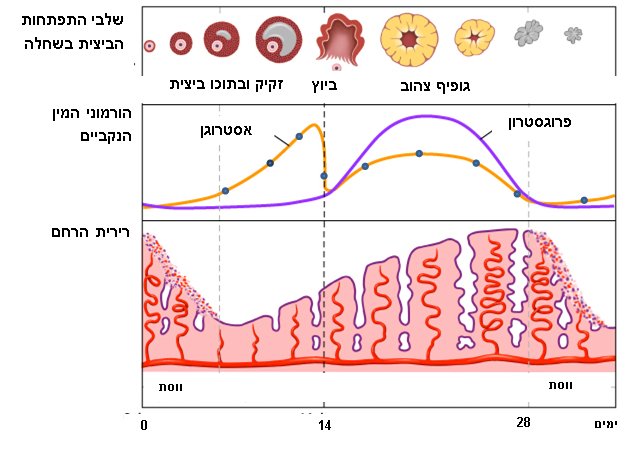 שלבי התפתחות
הביצית בשחלה
זקיק ובתוכו ביצית
ביוץ
גופיף צהוב
הורמוני המין
הנקביים
אסטרוגן
פרוגסטרון
רירית הרחם
ווסת
ווסת
0
14
28
ימים